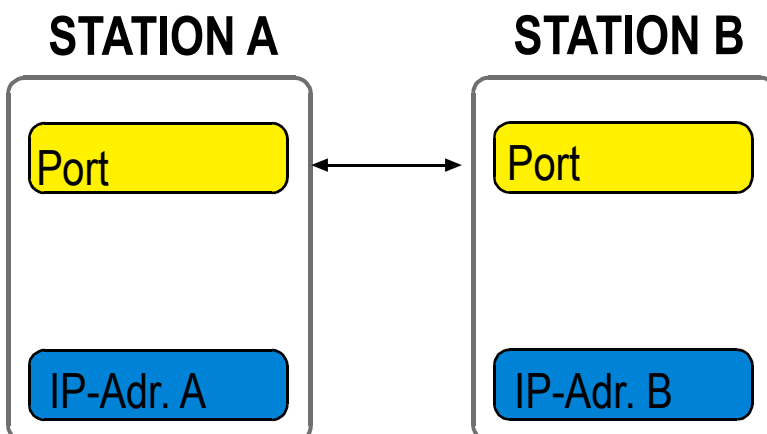 STATION A
STATION B
Port
Port
IP-Adr. A
IP-Adr. B